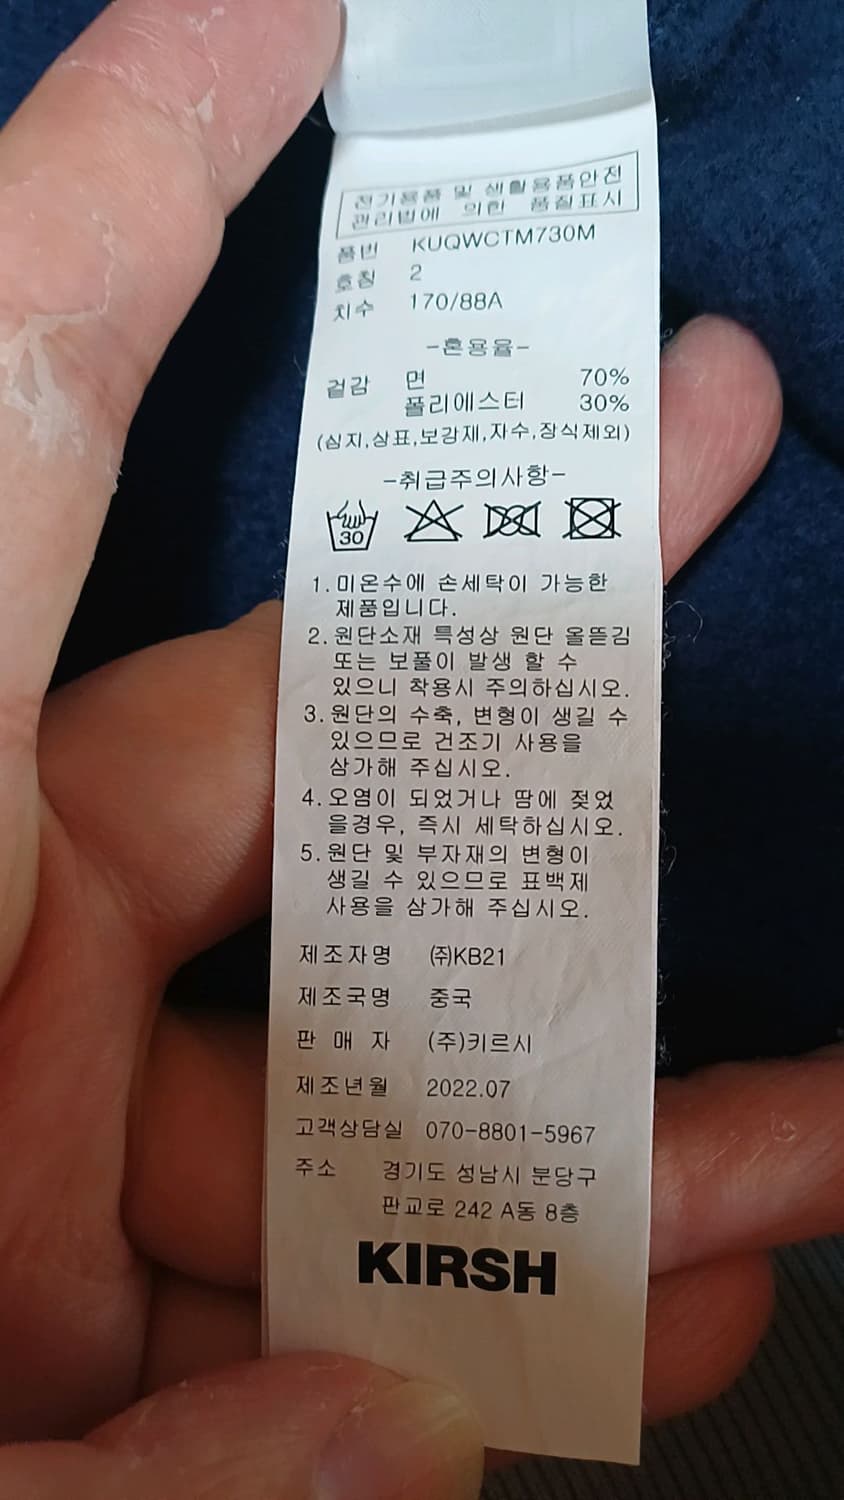 전기용품 및 생활용품안전
관리법에 의한 품질표시
품번 KUQWCTM730M
호칭 2
치수 170/88A
-혼용율-
겉감 면 70%
폴리에스터 30%
(심지,상표,보강재,자수,장식제외)
-취급주의사항-
30
1. 미온수에 손세탁이 가능한
제품입니다.
2. 원단소재 특성상 원단 올뜯김
또는 보풀이 발생 할 수
있으니 착용시 주의하십시오.
3. 원단의 수축, 변형이 생길 수
있으므로 건조기 사용을
삼가해 주십시오.
4. 오염이 되었거나 땀에 젖었
을경우, 즉시 세탁하십시오.
5. 원단 및 부자재의 변형이
생길 수 있으므로 표백제
사용을 삼가해 주십시오.
제조자명 ㈜KB21
제조국명 중국
판 매 자 (주)키르시
제조년월 2022.07
고객상담실 070-8801-5967
주소 경기도 성남시 분당구
판교로 242 A동 8층
KIRSH